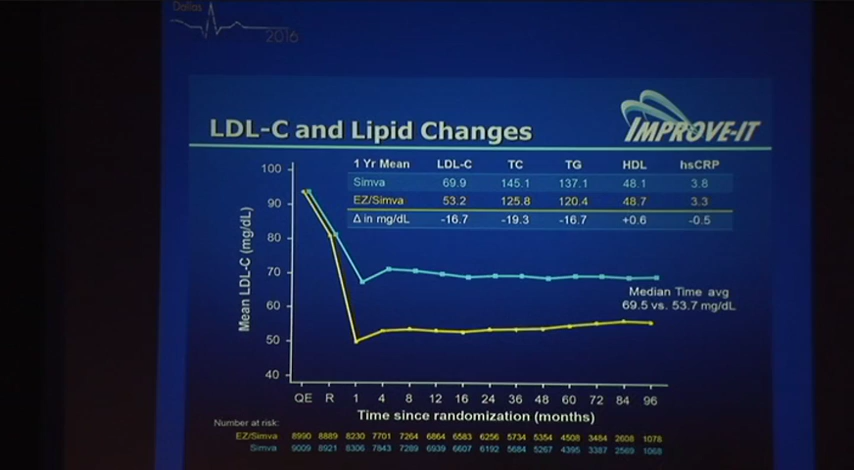 Dallas
2016
LDL-C and Lipid Changes
IMPROVE-IT
1 Yr Mean LDL-C TC TG HDL hsCRP
Simva 69.9 145.1 137.1 48.1 3.8
EZ/Simva 53.2 125.8 120.4 48.7 3.3
Δ in mg/dL -16.7 -19.3 -16.7 +0.6 -0.5
Mean LDL-C (mg/dL)
100
90
80
70
60
50
40
Median Time avg
69.5 vs. 53.7 mg/dL
QE R 1 4 8 12 16 24 36 48 60 72 84 96
Time since randomization (months)
Number at risk:
EZ/Simva 8990 8889 8230 7701 7264 6864 6583 6256 5734 5354 4508 3484 2608 1078
Simva 9009 8921 8306 7843 7289 6939 6607 6192 5684 5267 4395 3387 2569 1068